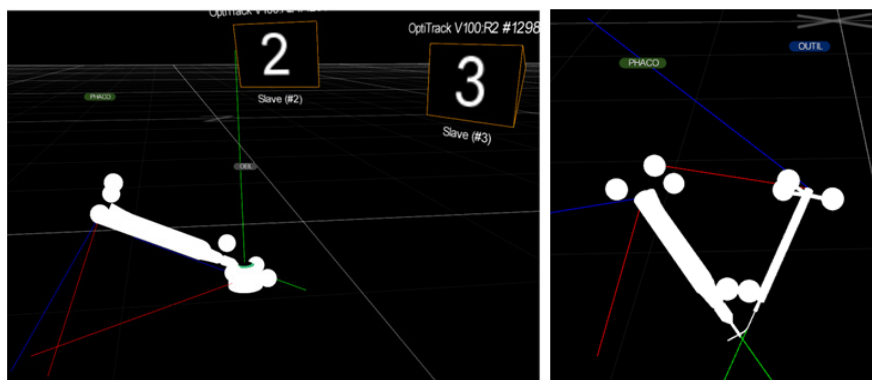 OptiTrack V100:R2 #1298
2
3
Slave (#2)
Slave (#3)
PHACO
PHACO
OUTIL